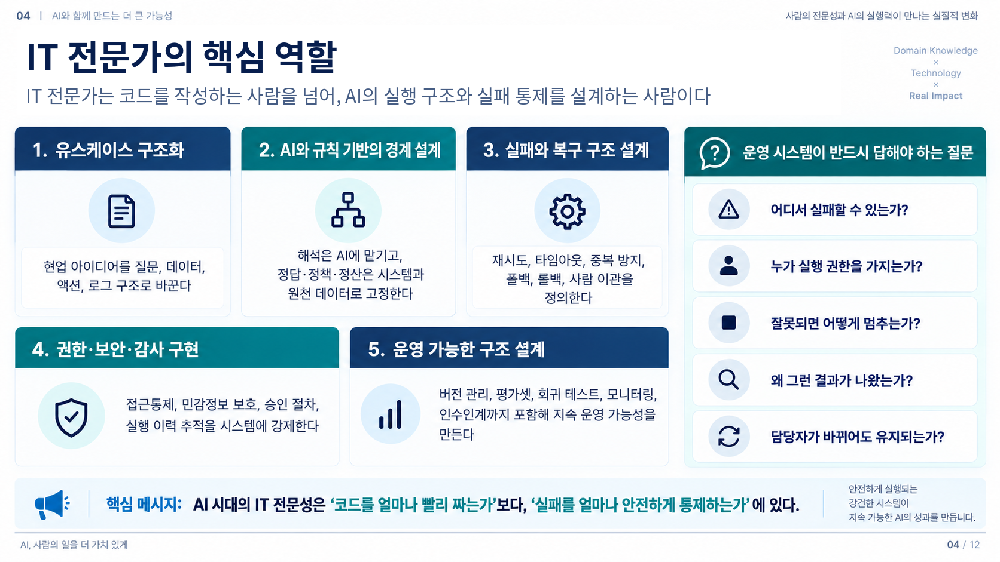 04 | AI와 함께 만드는 더 큰 가능성
사람의 전문성과 AI의 실행력이 만나는 실질적 변화
IT 전문가의 핵심 역할
IT 전문가는 코드를 작성하는 사람을 넘어, AI의 실행 구조와 실패 통제를 설계하는 사람이다
Domain Knowledge
×
Technology
×
Real Impact
1. 유스케이스 구조화
현업 아이디어를 질문, 데이터,
액션, 로그 구조로 바꾼다
2. AI와 규칙 기반의 경계 설계
해석은 AI에 맡기고,
정답·정책·정산은 시스템과
원천 데이터로 고정한다
3. 실패와 복구 구조 설계
재시도, 타임아웃, 중복 방지,
폴백, 롤백, 사람 이관을
정의한다
4. 권한·보안·감사 구현
접근통제, 민감정보 보호, 승인 절차,
실행 이력 추적을 시스템에 강제한다
5. 운영 가능한 구조 설계
버전 관리, 평가셋, 회귀 테스트, 모니터링,
인수인계까지 포함해 지속 운영 가능성을
만든다
운영 시스템이 반드시 답해야 하는 질문
어디서 실패할 수 있는가?
누가 실행 권한을 가지는가?
잘못되면 어떻게 멈추는가?
왜 그런 결과가 나왔는가?
담당자가 바뀌어도 유지되는가?
핵심 메시지: AI 시대의 IT 전문성은 ‘코드를 얼마나 빨리 짜는가’보다, ‘실패를 얼마나 안전하게 통제하는가’에 있다.
안전하게 실행되는
강건한 시스템이
지속 가능한 AI의 성과를 만듭니다.
AI, 사람의 일을 더 가치 있게
04 / 12